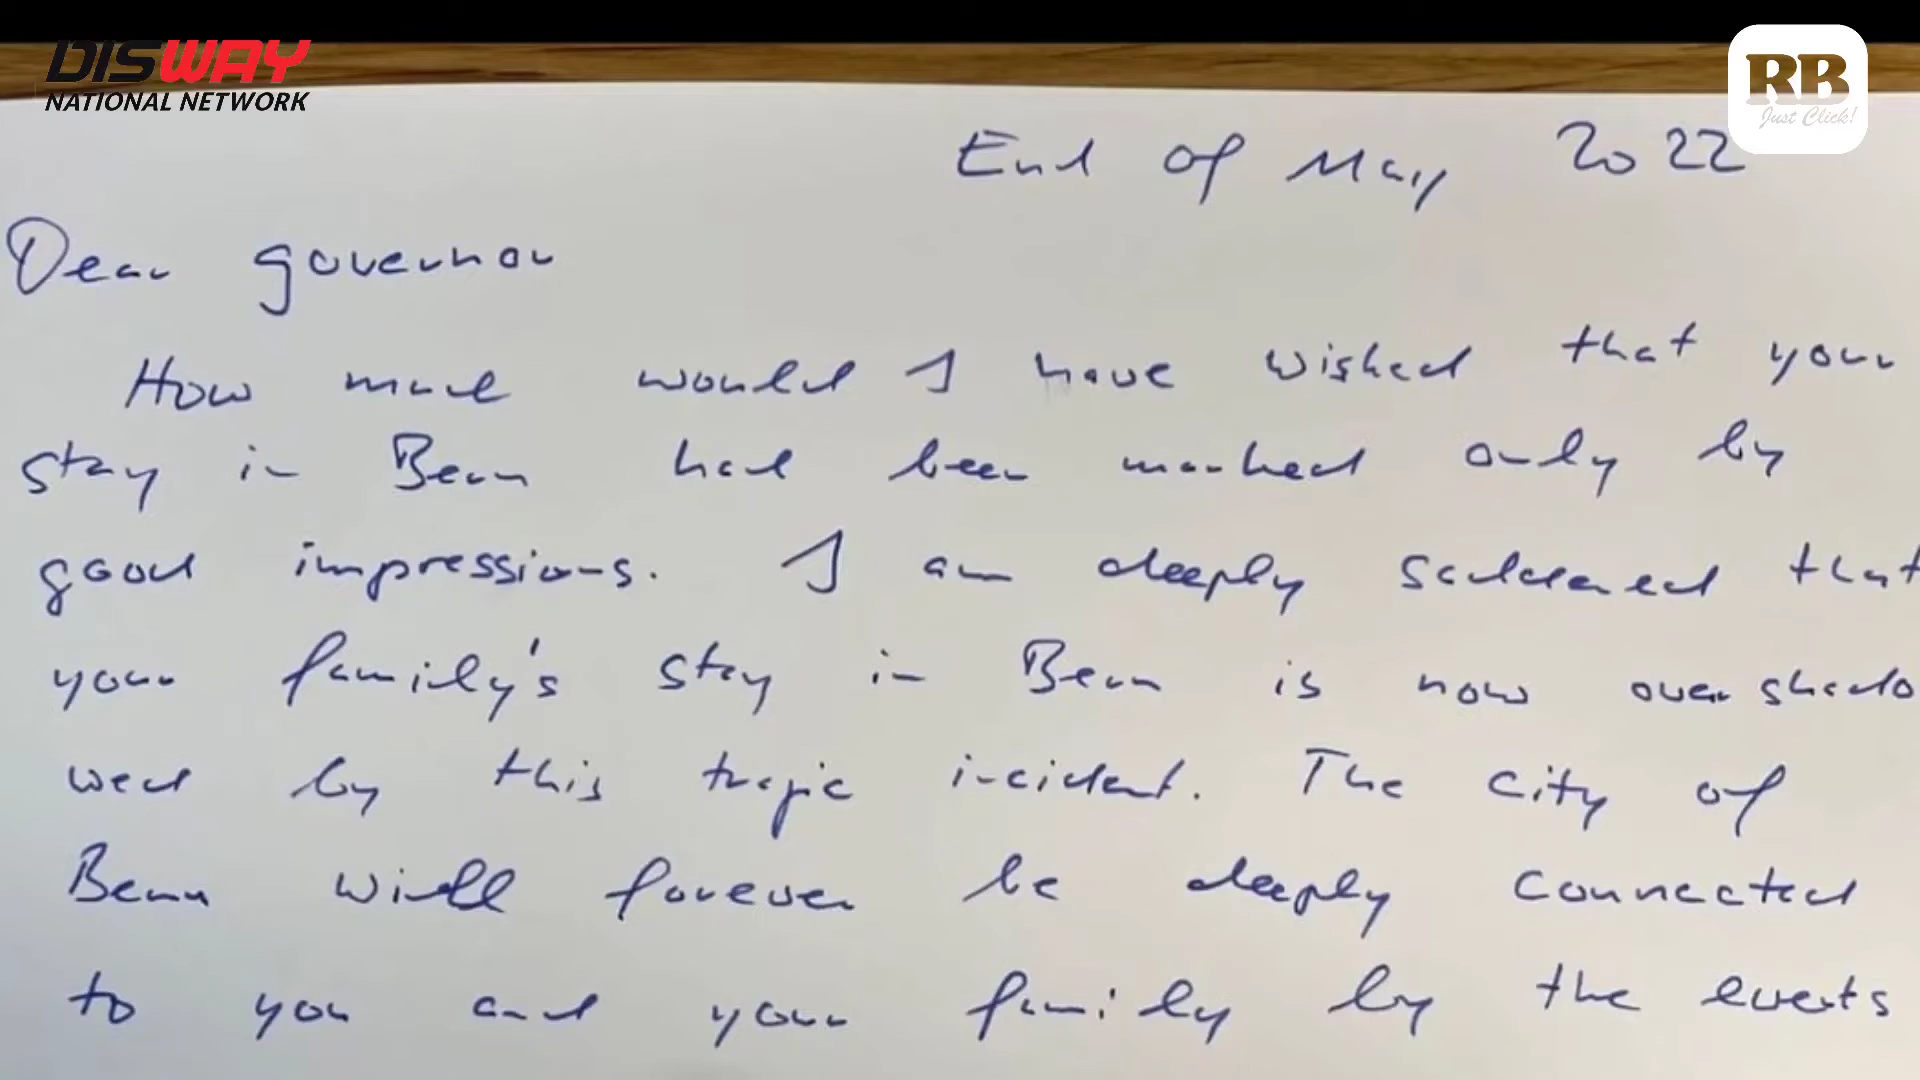 DISWAY
NATIONAL NETWORK
RB
Just Click!
End of May 2022
Dear governor
How much would I have wished that your
stay in Bern had been marked only by
good impressions. I am deeply saddened that
your family's stay in Bern is now overshado
wed by this tragic incident. The city of
Bern will forever be deeply connected
to you and your family by the events